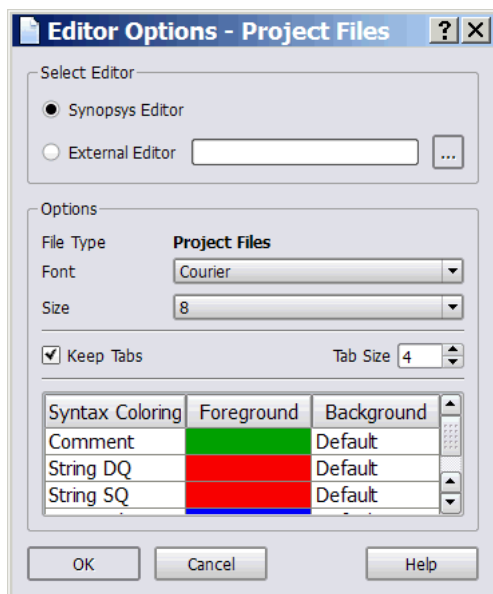 Editor Options - Project Files ? X
Select Editor
Synopsys Editor
External Editor ...
Options
File Type Project Files
Font Courier
Size 8
Keep Tabs Tab Size 4
Syntax Coloring Foreground Background
Comment Default
String DQ Default
String SQ Default
OK Cancel Help